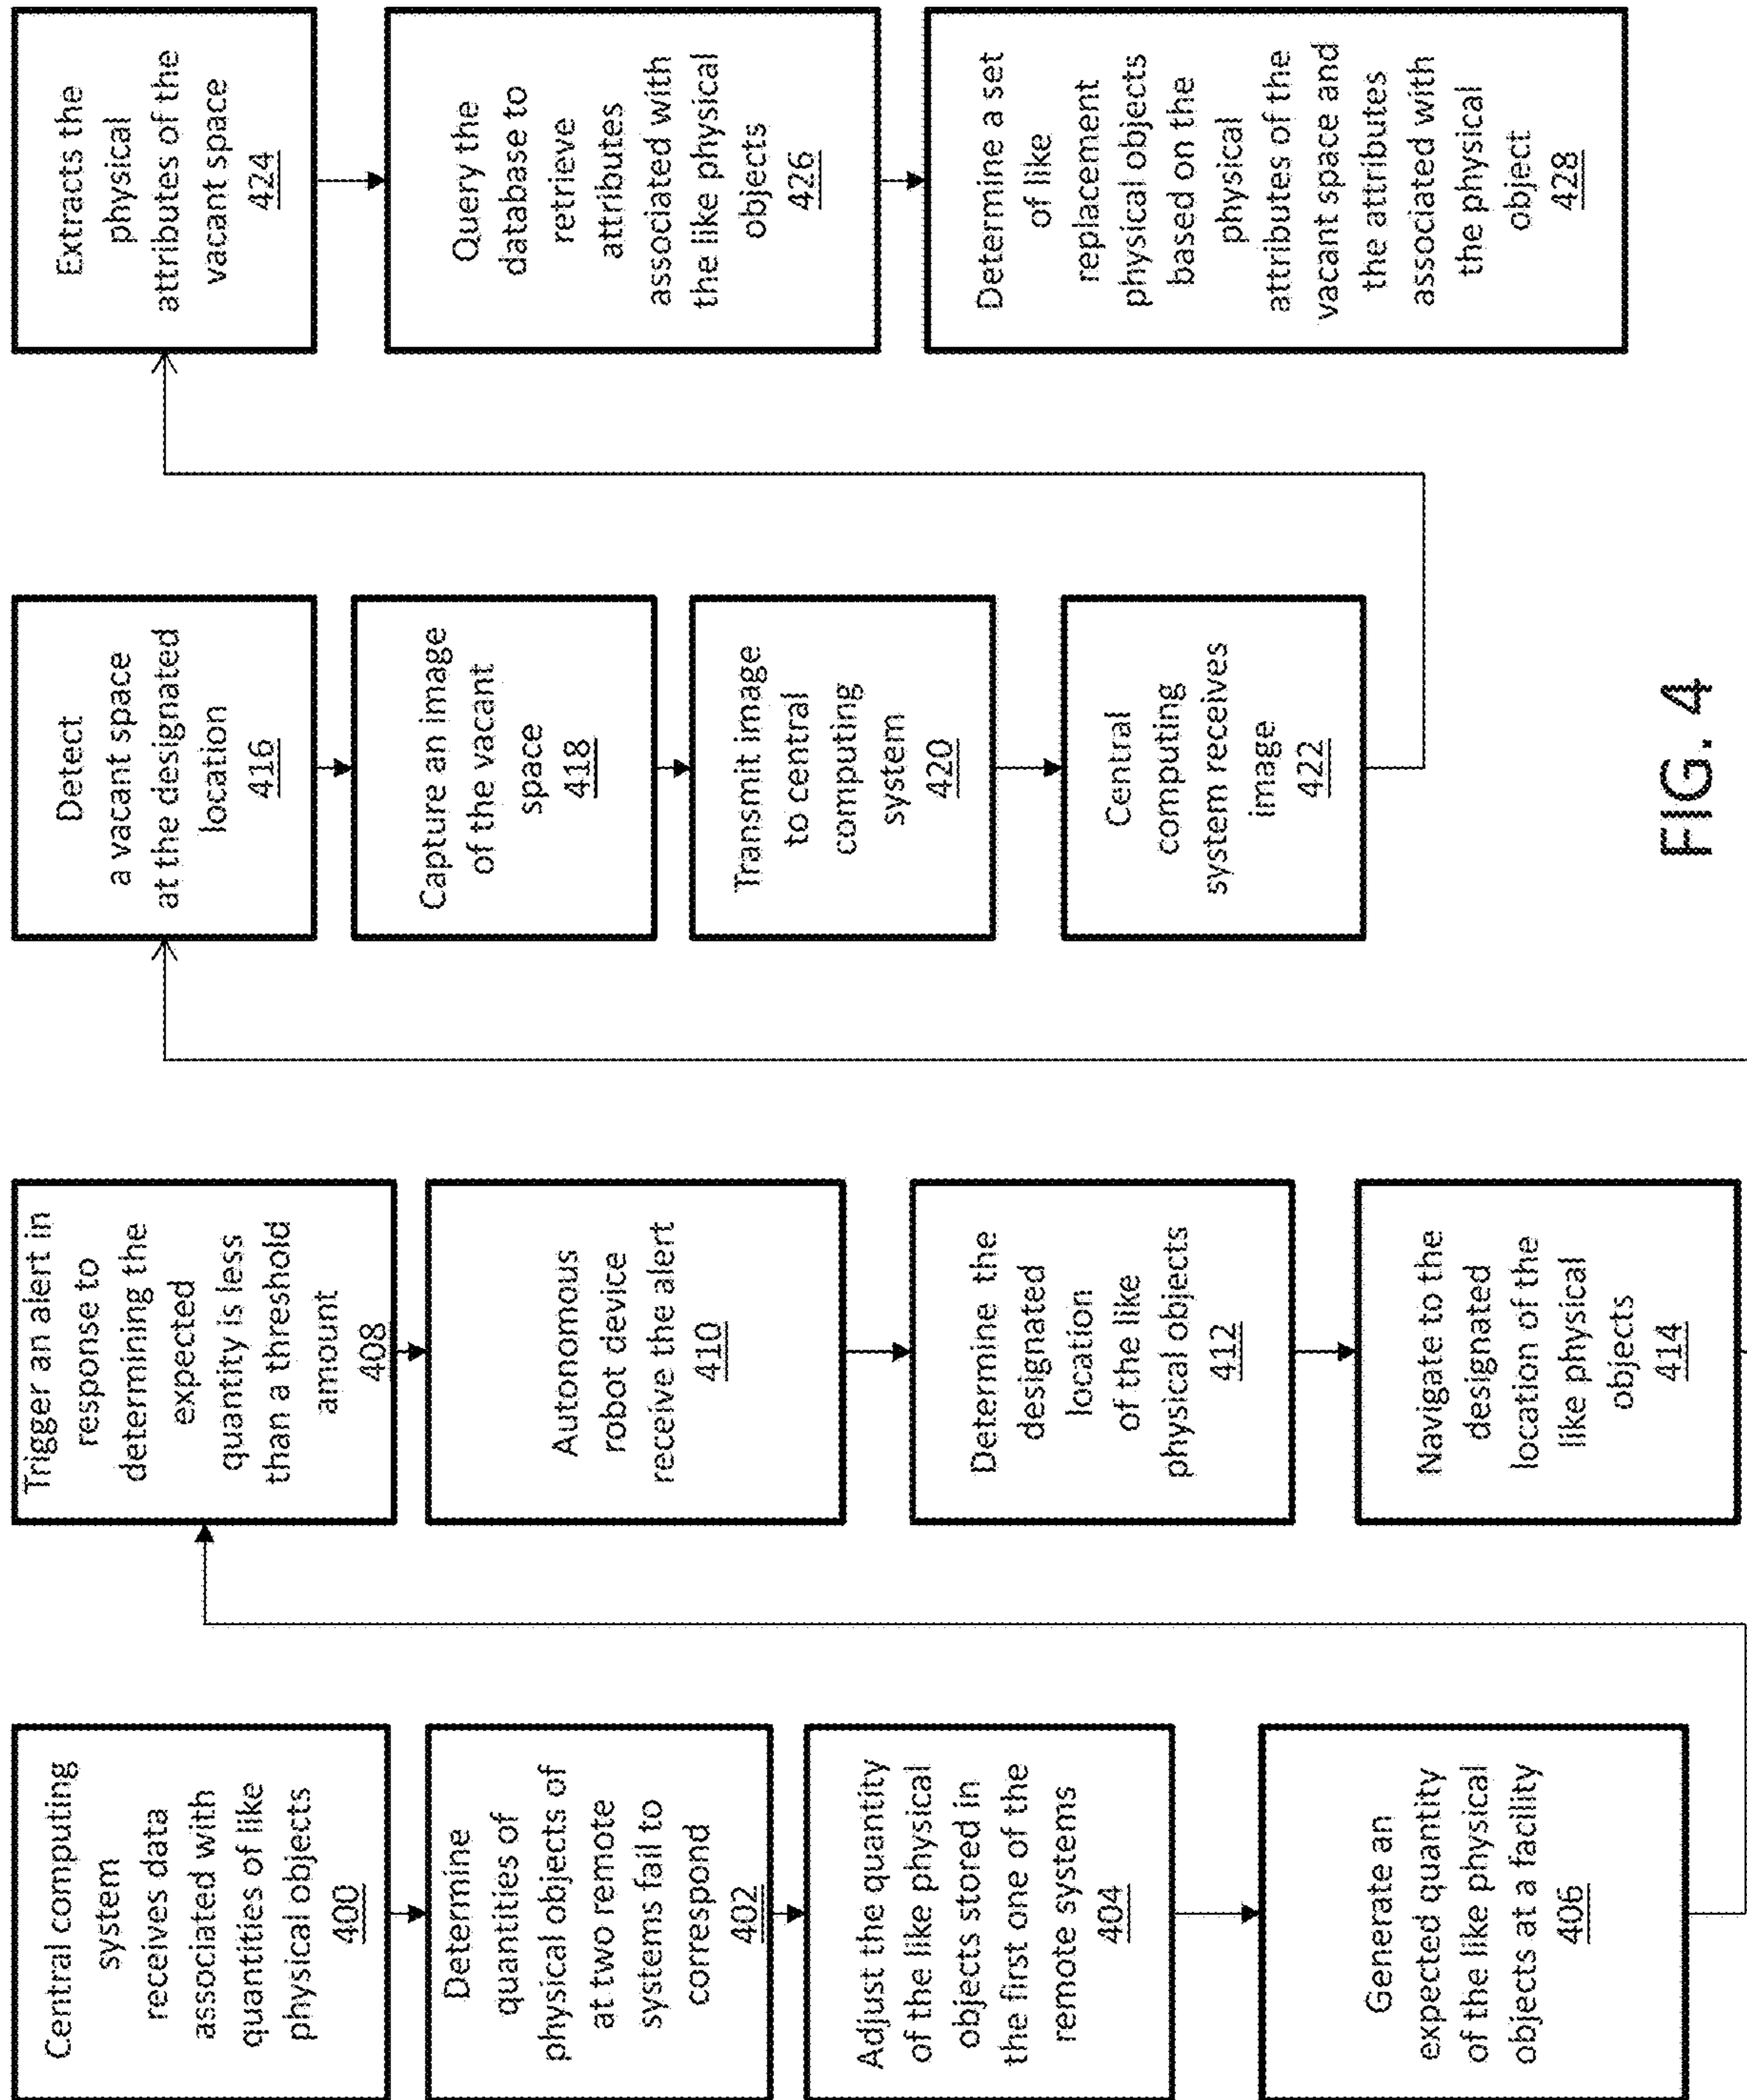 Central computing
system
receives data
associated with
quantities of like
physical objects
400
Determine
quantities of
physical objects of
at two remote
systems fail to
correspond
402
Adjust the quantity
of the like physical
objects stored in
the first one of the
remote systems
404
Generate an
expected quantity
of the like physical
objects at a facility
406
Trigger an alert in
response to
determining the
expected
quantity is less
than a threshold
amount
408
Autonomous
robot device
receive the alert
410
Determine the
designated
location
of the like
physical objects
412
Navigate to the
designated
location of the
like physical
objects
414
Detect
a vacant space
at the designated
location
416
Capture an image
of the vacant
space
418
Transmit image
to central
computing
system
420
Central
computing
system receives
image
422
Extracts the
physical
attributes of the
vacant space
424
Query the
database to
retrieve
attributes
associated with
the like physical
objects
426
Determine a set
of like
replacement
physical objects
based on the
physical
attributes of the
vacant space and
the attributes
associated with
the physical
object
428
FIG. 4